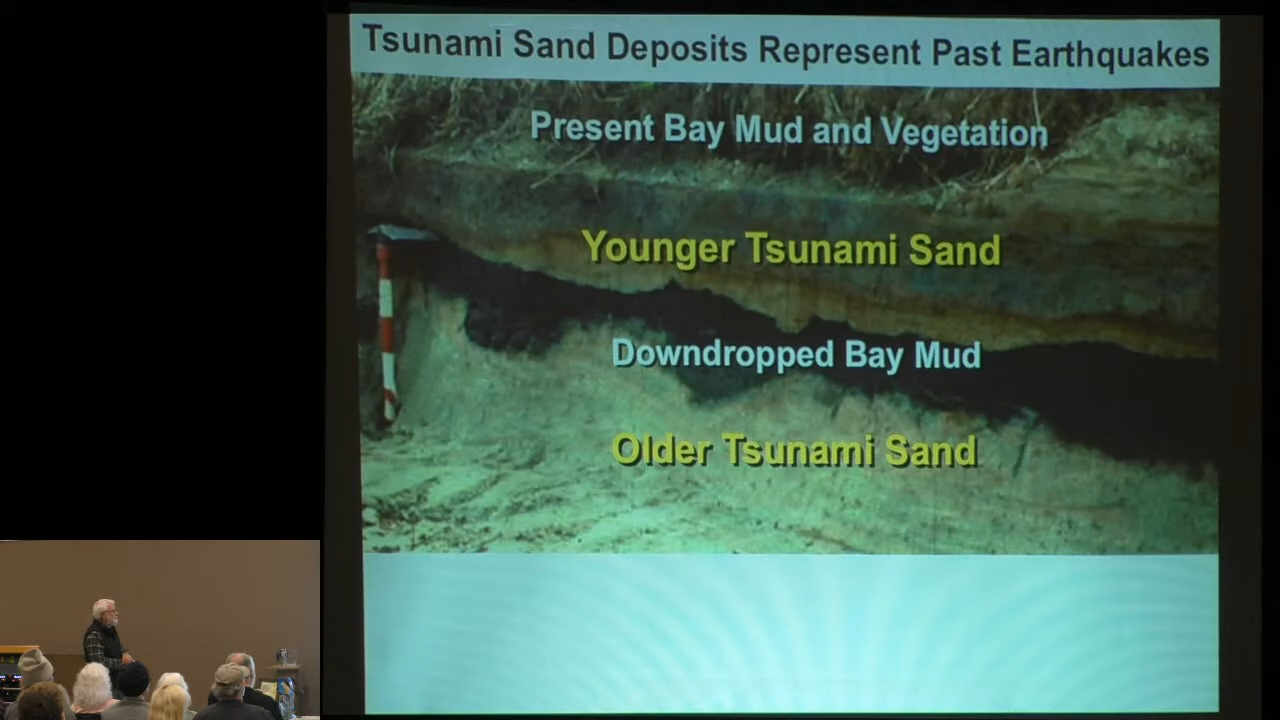 Tsunami Sand Deposits Represent Past Earthquakes
Present Bay Mud and Vegetation
Younger Tsunami Sand
Downdropped Bay Mud
Older Tsunami Sand